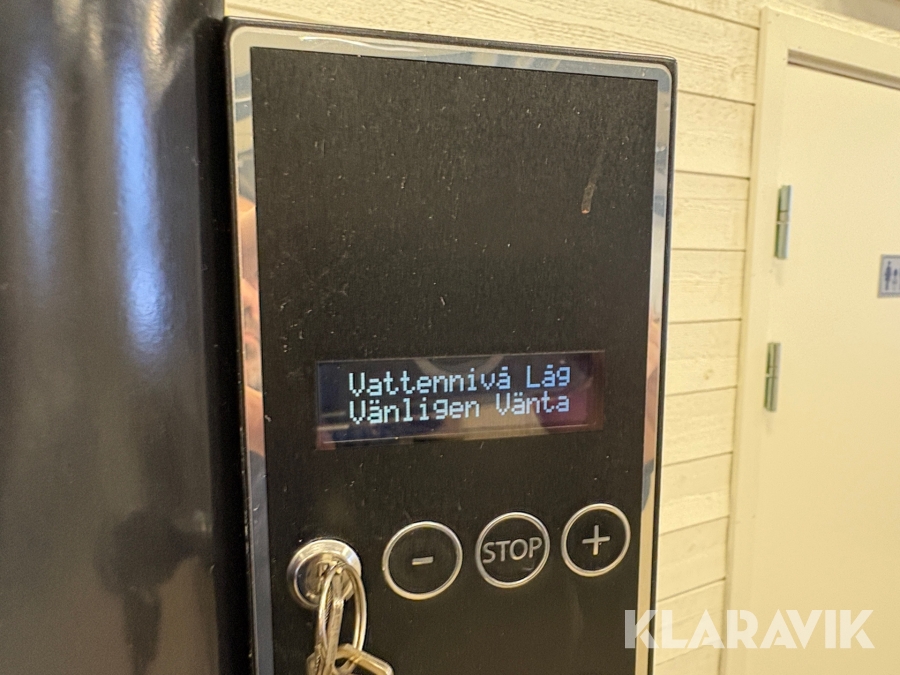 Vattennivå Låg
Vänligen Vänta
- STOP +
KLARAVIK